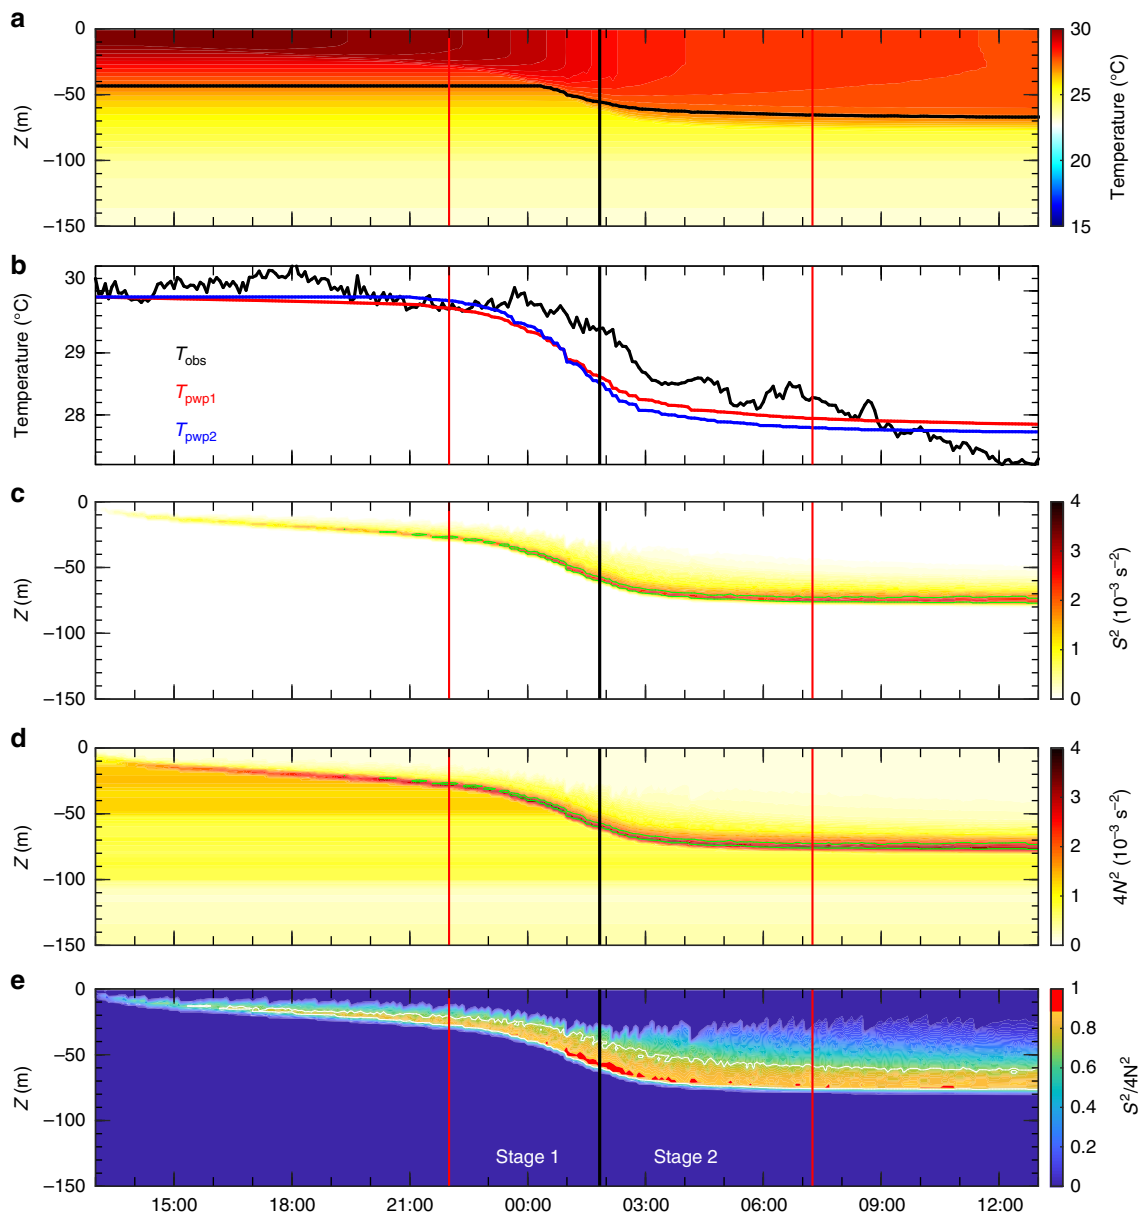 a
0
−50
−100
−150
Z (m)
15:00
18:00
21:00
00:00
03:00
06:00
09:00
12:00
30
25
20
15
Temperature (°C)
b
30
29
28
Temperature (°C)
T_obs
T_pwp1
T_pwp2
c
0
−50
−100
−150
Z (m)
4
3
2
1
0
S² (10⁻³ s⁻²)
d
0
−50
−100
−150
Z (m)
4
3
2
1
0
4N² (10⁻³ s⁻²)
e
0
−50
−100
−150
Z (m)
Stage 1
Stage 2
1
0.8
0.6
0.4
0.2
0
S²/4N²